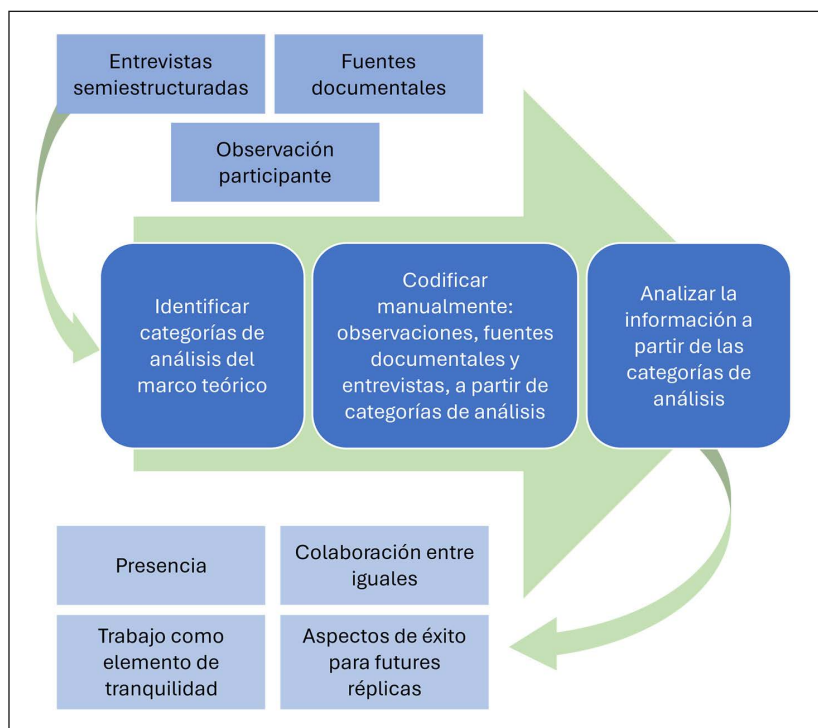 Entrevistas
semiestructuradas
Fuentes
documentales
Observación
participante
Identificar
categorías de
análisis del
marco teórico
Codificar
manualmente:
observaciones, fuentes
documentales y
entrevistas, a partir de
categorías de análisis
Analizar la
información a
partir de las
categorías de
análisis
Presencia
Colaboración entre
iguales
Trabajo como
elemento de
tranquilidad
Aspectos de éxito
para futures
réplicas